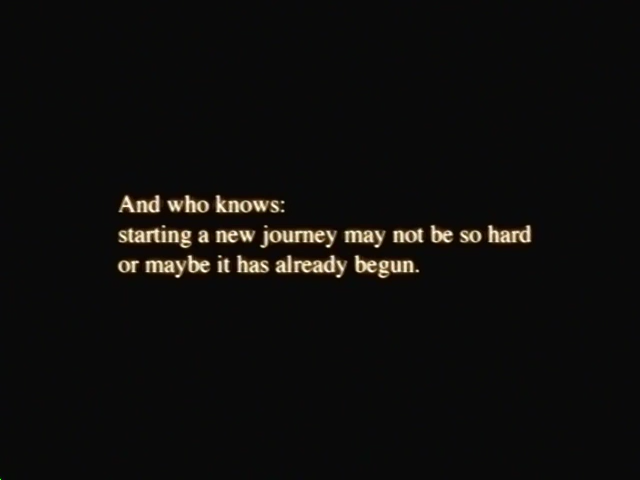 And who knows:
starting a new journey may not be so hard
or maybe it has already begun.